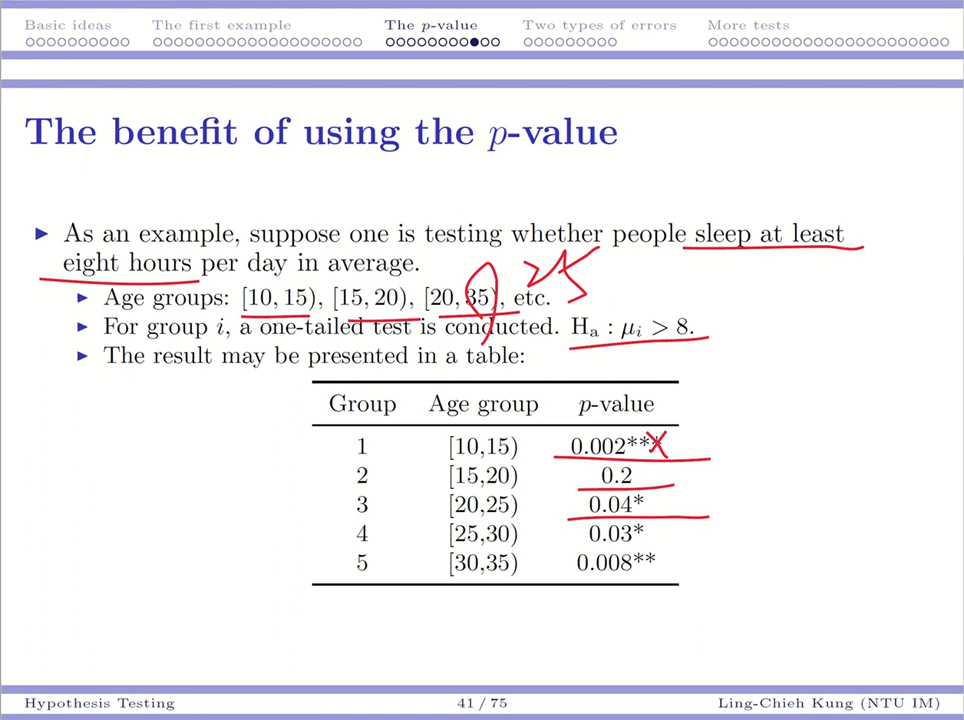 Basic ideas The first example The p-value Two types of errors More tests
The benefit of using the p-value
As an example, suppose one is testing whether people sleep at least
eight hours per day in average.
25
Age groups: [10, 15), [15, 20), [20, 35), etc.
For group i, a one-tailed test is conducted. Ha : μi > 8.
The result may be presented in a table:
Group Age group p-value
1 [10,15) 0.002***
2 [15,20) 0.2
3 [20,25) 0.04*
4 [25,30) 0.03*
5 [30,35) 0.008**
Hypothesis Testing 41 / 75 Ling-Chieh Kung (NTU IM)